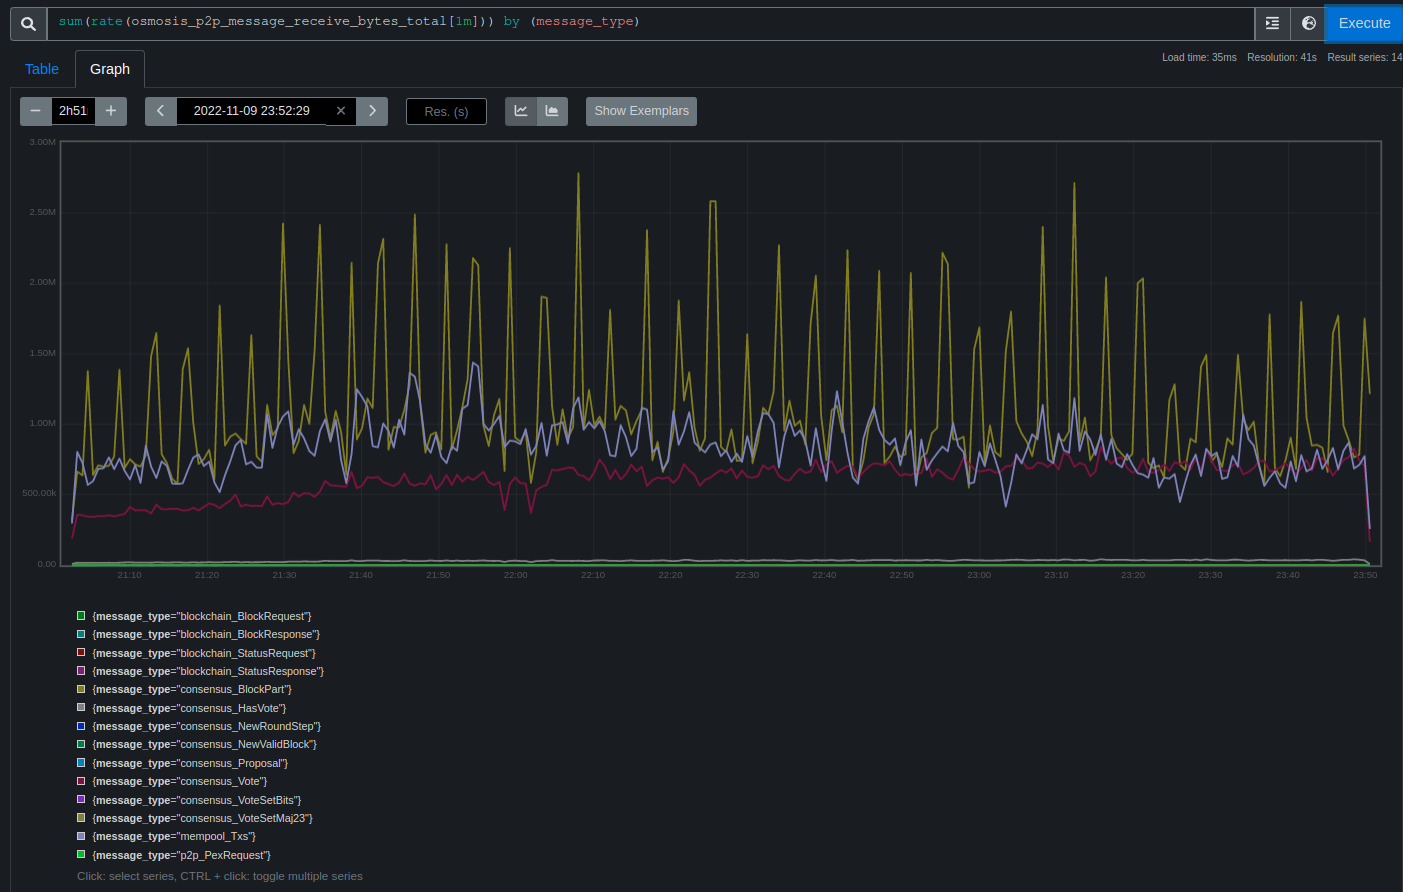 sum(rate(osmosis_p2p_message_receive_bytes_total[1m])) by (message_type)
Execute
Load time: 35ms Resolution: 41s Result series: 14
Table
Graph
− 2h51 +
2022-11-09 23:52:29 ×
Res. (s)
Show Exemplars
3.00M
2.50M
2.00M
1.50M
1.00M
500.00k
0.00
21:10 21:20 21:30 21:40 21:50 22:00 22:10 22:20 22:30 22:40 22:50 23:00 23:10 23:20 23:30 23:40 23:50
{message_type="blockchain_BlockRequest"}
{message_type="blockchain_BlockResponse"}
{message_type="blockchain_StatusRequest"}
{message_type="blockchain_StatusResponse"}
{message_type="consensus_BlockPart"}
{message_type="consensus_HasVote"}
{message_type="consensus_NewRoundStep"}
{message_type="consensus_NewValidBlock"}
{message_type="consensus_Proposal"}
{message_type="consensus_Vote"}
{message_type="consensus_VoteSetBits"}
{message_type="consensus_VoteSetMaj23"}
{message_type="mempool_Txs"}
{message_type="p2p_PexRequest"}
Click: select series, CTRL + click: toggle multiple series